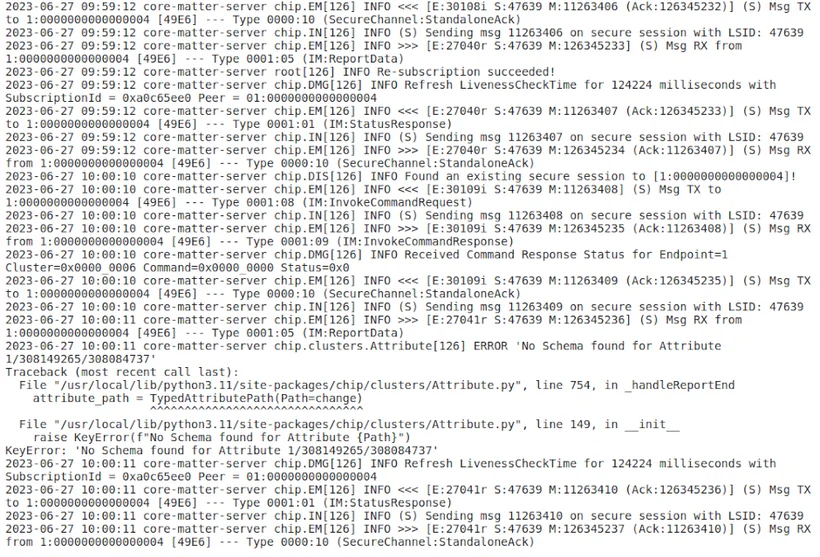 2023-06-27 09:59:12 core-matter-server chip.EM[126] INFO <<< [E:30108i S:47639 M:11263406 (Ack:126345232)] (S) Msg TX
to 1:0000000000000004 [49E6] --- Type 0000:10 (SecureChannel:StandaloneAck)
2023-06-27 09:59:12 core-matter-server chip.IN[126] INFO (S) Sending msg 11263406 on secure session with LSID: 47639
2023-06-27 09:59:12 core-matter-server chip.EM[126] INFO >>> [E:27040r S:47639 M:126345233] (S) Msg RX from
1:0000000000000004 [49E6] --- Type 0001:05 (IM:ReportData)
2023-06-27 09:59:12 core-matter-server root[126] INFO Re-subscription succeeded!
2023-06-27 09:59:12 core-matter-server chip.DMG[126] INFO Refresh LivenessCheckTime for 124224 milliseconds with
SubscriptionId = 0xa0c65ee0 Peer = 01:0000000000000004
2023-06-27 09:59:12 core-matter-server chip.EM[126] INFO <<< [E:27040r S:47639 M:11263407 (Ack:126345233)] (S) Msg TX
to 1:0000000000000004 [49E6] --- Type 0001:01 (IM:StatusResponse)
2023-06-27 09:59:12 core-matter-server chip.IN[126] INFO (S) Sending msg 11263407 on secure session with LSID: 47639
2023-06-27 09:59:12 core-matter-server chip.EM[126] INFO >>> [E:27040r S:47639 M:126345234 (Ack:11263407)] (S) Msg RX
from 1:0000000000000004 [49E6] --- Type 0000:10 (SecureChannel:StandaloneAck)
2023-06-27 10:00:10 core-matter-server chip.DIS[126] INFO Found an existing secure session to [1:0000000000000004]!
2023-06-27 10:00:10 core-matter-server chip.EM[126] INFO <<< [E:30109i S:47639 M:11263408] (S) Msg TX to
1:0000000000000004 [49E6] --- Type 0001:08 (IM:InvokeCommandRequest)
2023-06-27 10:00:10 core-matter-server chip.IN[126] INFO (S) Sending msg 11263408 on secure session with LSID: 47639
2023-06-27 10:00:10 core-matter-server chip.EM[126] INFO >>> [E:30109i S:47639 M:126345235 (Ack:11263408)] (S) Msg RX
from 1:0000000000000004 [49E6] --- Type 0001:09 (IM:InvokeCommandResponse)
2023-06-27 10:00:10 core-matter-server chip.DMG[126] INFO Received Command Response Status for Endpoint=1
Cluster=0x0000_0006 Command=0x0000_0000 Status=0x0
2023-06-27 10:00:10 core-matter-server chip.EM[126] INFO <<< [E:30109i S:47639 M:11263409 (Ack:126345235)] (S) Msg TX
to 1:0000000000000004 [49E6] --- Type 0000:10 (SecureChannel:StandaloneAck)
2023-06-27 10:00:10 core-matter-server chip.IN[126] INFO (S) Sending msg 11263409 on secure session with LSID: 47639
2023-06-27 10:00:11 core-matter-server chip.EM[126] INFO >>> [E:27041r S:47639 M:126345236] (S) Msg RX from
1:0000000000000004 [49E6] --- Type 0001:05 (IM:ReportData)
2023-06-27 10:00:11 core-matter-server chip.clusters.Attribute[126] ERROR 'No Schema found for Attribute
1/308149265/308084737'
Traceback (most recent call last):
  File "/usr/local/lib/python3.11/site-packages/chip/clusters/Attribute.py", line 754, in _handleReportEnd
    attribute_path = TypedAttributePath(Path=change)
                     ^^^^^^^^^^^^^^^^^^^^^^^^^^^^^^^
  File "/usr/local/lib/python3.11/site-packages/chip/clusters/Attribute.py", line 149, in __init__
    raise KeyError(f"No Schema found for Attribute {Path}")
KeyError: 'No Schema found for Attribute 1/308149265/308084737'
2023-06-27 10:00:11 core-matter-server chip.DMG[126] INFO Refresh LivenessCheckTime for 124224 milliseconds with
SubscriptionId = 0xa0c65ee0 Peer = 01:0000000000000004
2023-06-27 10:00:11 core-matter-server chip.EM[126] INFO <<< [E:27041r S:47639 M:11263410 (Ack:126345236)] (S) Msg TX
to 1:0000000000000004 [49E6] --- Type 0001:01 (IM:StatusResponse)
2023-06-27 10:00:11 core-matter-server chip.IN[126] INFO (S) Sending msg 11263410 on secure session with LSID: 47639
2023-06-27 10:00:11 core-matter-server chip.EM[126] INFO >>> [E:27041r S:47639 M:126345237 (Ack:11263410)] (S) Msg RX
from 1:0000000000000004 [49E6] --- Type 0000:10 (SecureChannel:StandaloneAck)